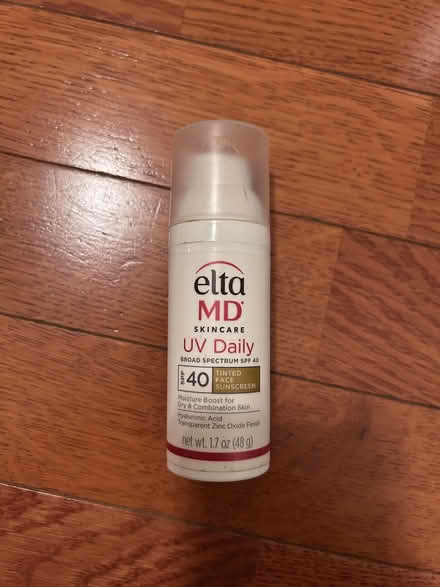 elta
MD
SKINCARE
UV Daily
BROAD SPECTRUM SPF 40
SPF 40 TINTED
FACE
SUNSCREEN
Moisture Boost for
Dry & Combination Skin
Hyaluronic Acid
Transparent Zinc Oxide Finish
net wt. 1.7 oz (48 g)